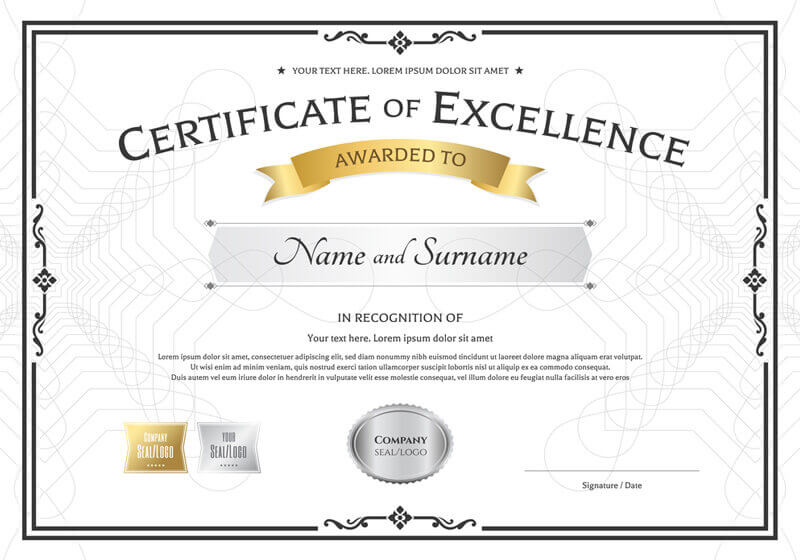 ★ YOUR TEXT HERE. LOREM IPSUM DOLOR SIT AMET ★
CERTIFICATE OF EXCELLENCE
AWARDED TO
Name and Surname
IN RECOGNITION OF
Your text here. Lorem ipsum dolor sit amet
Lorem ipsum dolor sit amet, consectetuer adipiscing elit, sed diam nonummy nibh euismod tincidunt ut laoreet dolore magna aliquam erat volutpat.
Ut wisi enim ad minim veniam, quis nostrud exerci tation ullamcorper suscipit lobortis nisl ut aliquip ex ea commodo consequat.
Duis autem vel eum iriure dolor in hendrerit in vulputate velit esse molestie consequat, vel illum dolore eu feugiat nulla facilisis at vero eros
COMPANY
SEAL/LOGO
YOUR
SEAL/LOGO
COMPANY
SEAL/LOGO
Signature / Date